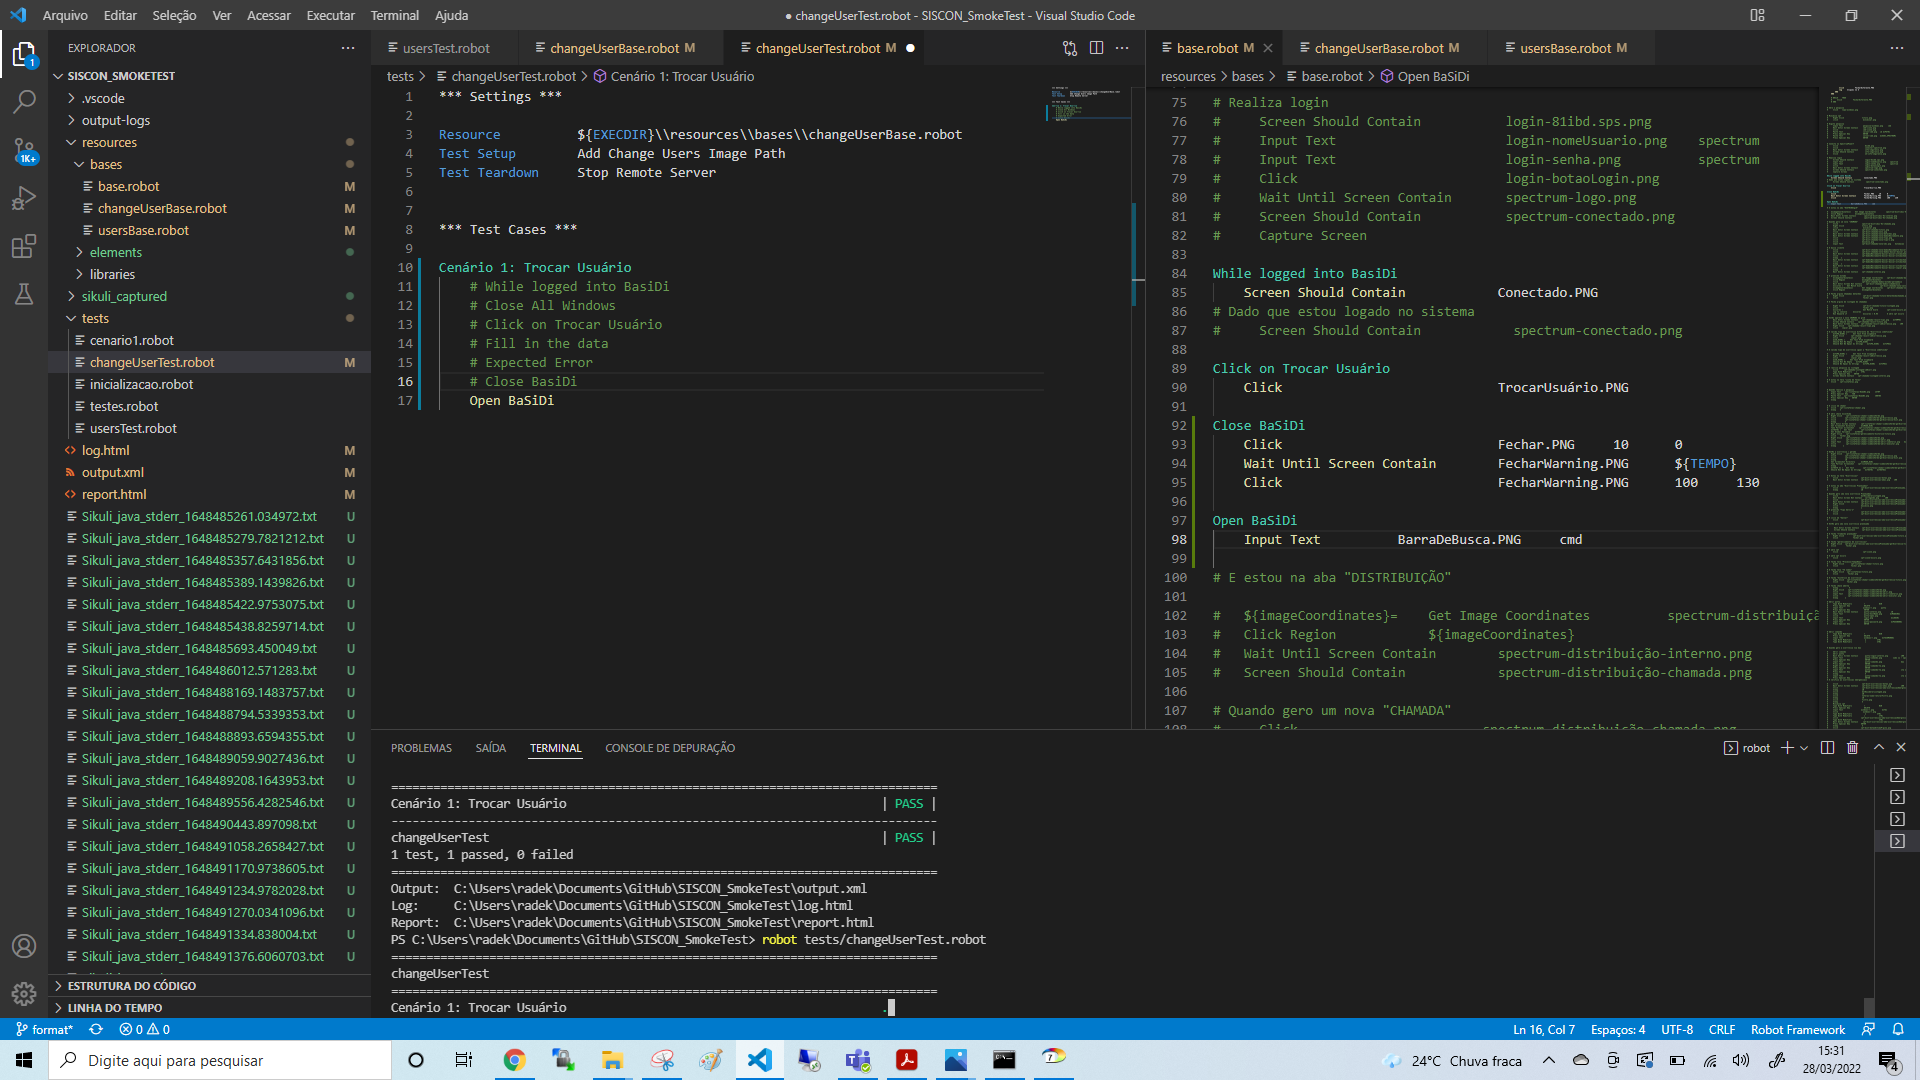 Arquivo Editar Seleção Ver Acessar Executar Terminal Ajuda
● changeUserTest.robot - SISCON_SmokeTest - Visual Studio Code
EXPLORADOR
SISCON_SMOKETEST
.vscode
output-logs
resources
bases
base.robot M
changeUserBase.robot M
usersBase.robot M
elements
libraries
sikuli_captured
tests
cenario1.robot
changeUserTest.robot M
inicializacao.robot
testes.robot
usersTest.robot
log.html M
output.xml M
report.html M
Sikuli_java_stderr_1648485261.034972.txt U
Sikuli_java_stderr_1648485279.7821212.txt U
Sikuli_java_stderr_1648485357.6431856.txt U
Sikuli_java_stderr_1648485389.1439826.txt U
Sikuli_java_stderr_1648485422.9753075.txt U
Sikuli_java_stderr_1648485438.8259714.txt U
Sikuli_java_stderr_1648485693.450049.txt U
Sikuli_java_stderr_1648486012.571283.txt U
Sikuli_java_stderr_1648488169.1483757.txt U
Sikuli_java_stderr_1648488794.5339353.txt U
Sikuli_java_stderr_1648488893.6594355.txt U
Sikuli_java_stderr_1648489059.9027436.txt U
Sikuli_java_stderr_1648489208.1643953.txt U
Sikuli_java_stderr_1648489556.4282546.txt U
Sikuli_java_stderr_1648490443.897098.txt U
Sikuli_java_stderr_1648491058.2658427.txt U
Sikuli_java_stderr_1648491170.9738605.txt U
Sikuli_java_stderr_1648491234.9782028.txt U
Sikuli_java_stderr_1648491270.0341096.txt U
Sikuli_java_stderr_1648491334.838004.txt U
Sikuli_java_stderr_1648491376.6060703.txt U
ESTRUTURA DO CÓDIGO
LINHA DO TEMPO
1
1K+
usersTest.robot changeUserBase.robot M changeUserTest.robot M ●
tests > changeUserTest.robot > Cenário 1: Trocar Usuário
1 *** Settings ***
2
3 Resource ${EXECDIR}\\resources\\bases\\changeUserBase.robot
4 Test Setup Add Change Users Image Path
5 Test Teardown Stop Remote Server
6
7
8 *** Test Cases ***
9
10 Cenário 1: Trocar Usuário
11 # While logged into BasiDi
12 # Close All Windows
13 # Click on Trocar Usuário
14 # Fill in the data
15 # Expected Error
16 # Close BasiDi
17 Open BaSiDi
base.robot M changeUserBase.robot M usersBase.robot M
resources > bases > base.robot > Open BaSiDi
75 # Realiza login
76 # Screen Should Contain login-81ibd.sps.png
77 # Input Text login-nomeUsuario.png spectrum
78 # Input Text login-senha.png spectrum
79 # Click login-botaoLogin.png
80 # Wait Until Screen Contain spectrum-logo.png
81 # Screen Should Contain spectrum-conectado.png
82 # Capture Screen
83
84 While logged into BasiDi
85 Screen Should Contain Conectado.PNG
86 # Dado que estou logado no sistema
87 # Screen Should Contain spectrum-conectado.png
88
89 Click on Trocar Usuário
90 Click TrocarUsuário.PNG
91
92 Close BaSiDi
93 Click Fechar.PNG 10 0
94 Wait Until Screen Contain FecharWarning.PNG ${TEMPO}
95 Click FecharWarning.PNG 100 130
96
97 Open BaSiDi
98 Input Text BarraDeBusca.PNG cmd
99
100 # E estou na aba "DISTRIBUIÇÃO"
101
102 # ${imageCoordinates}= Get Image Coordinates spectrum-distribuiçã
103 # Click Region ${imageCoordinates}
104 # Wait Until Screen Contain spectrum-distribuição-interno.png
105 # Screen Should Contain spectrum-distribuição-chamada.png
106
107 # Quando gero um nova "CHAMADA"
108 # Click spectrum-distribuição-chamada.png
PROBLEMAS SAÍDA TERMINAL CONSOLE DE DEPURAÇÃO
robot
==============================================================================
Cenário 1: Trocar Usuário | PASS |
------------------------------------------------------------------------------
changeUserTest | PASS |
1 test, 1 passed, 0 failed
==============================================================================
Output: C:\Users\radek\Documents\GitHub\SISCON_SmokeTest\output.xml
Log: C:\Users\radek\Documents\GitHub\SISCON_SmokeTest\log.html
Report: C:\Users\radek\Documents\GitHub\SISCON_SmokeTest\report.html
PS C:\Users\radek\Documents\GitHub\SISCON_SmokeTest> robot tests/changeUserTest.robot
==============================================================================
changeUserTest
==============================================================================
Cenário 1: Trocar Usuário .
format* 0 0
Ln 16, Col 7 Espaços: 4 UTF-8 CRLF Robot Framework
Digite aqui para pesquisar
24°C Chuva fraca
15:31
28/03/2022
4